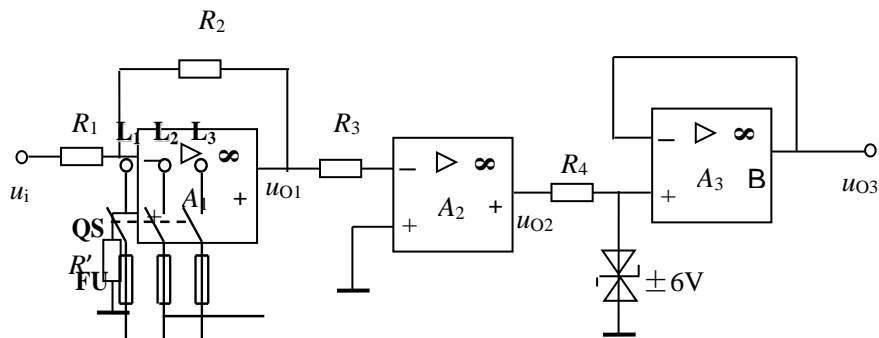 R2
R1
L1 L2 L3
▷ ∞
R3
−
ui
A1
+
uO1
+
QS
R′
FU
− ▷ ∞
A2
+
+
uO2
R4
− ▷ ∞
A3
B
+
uO3
±6V